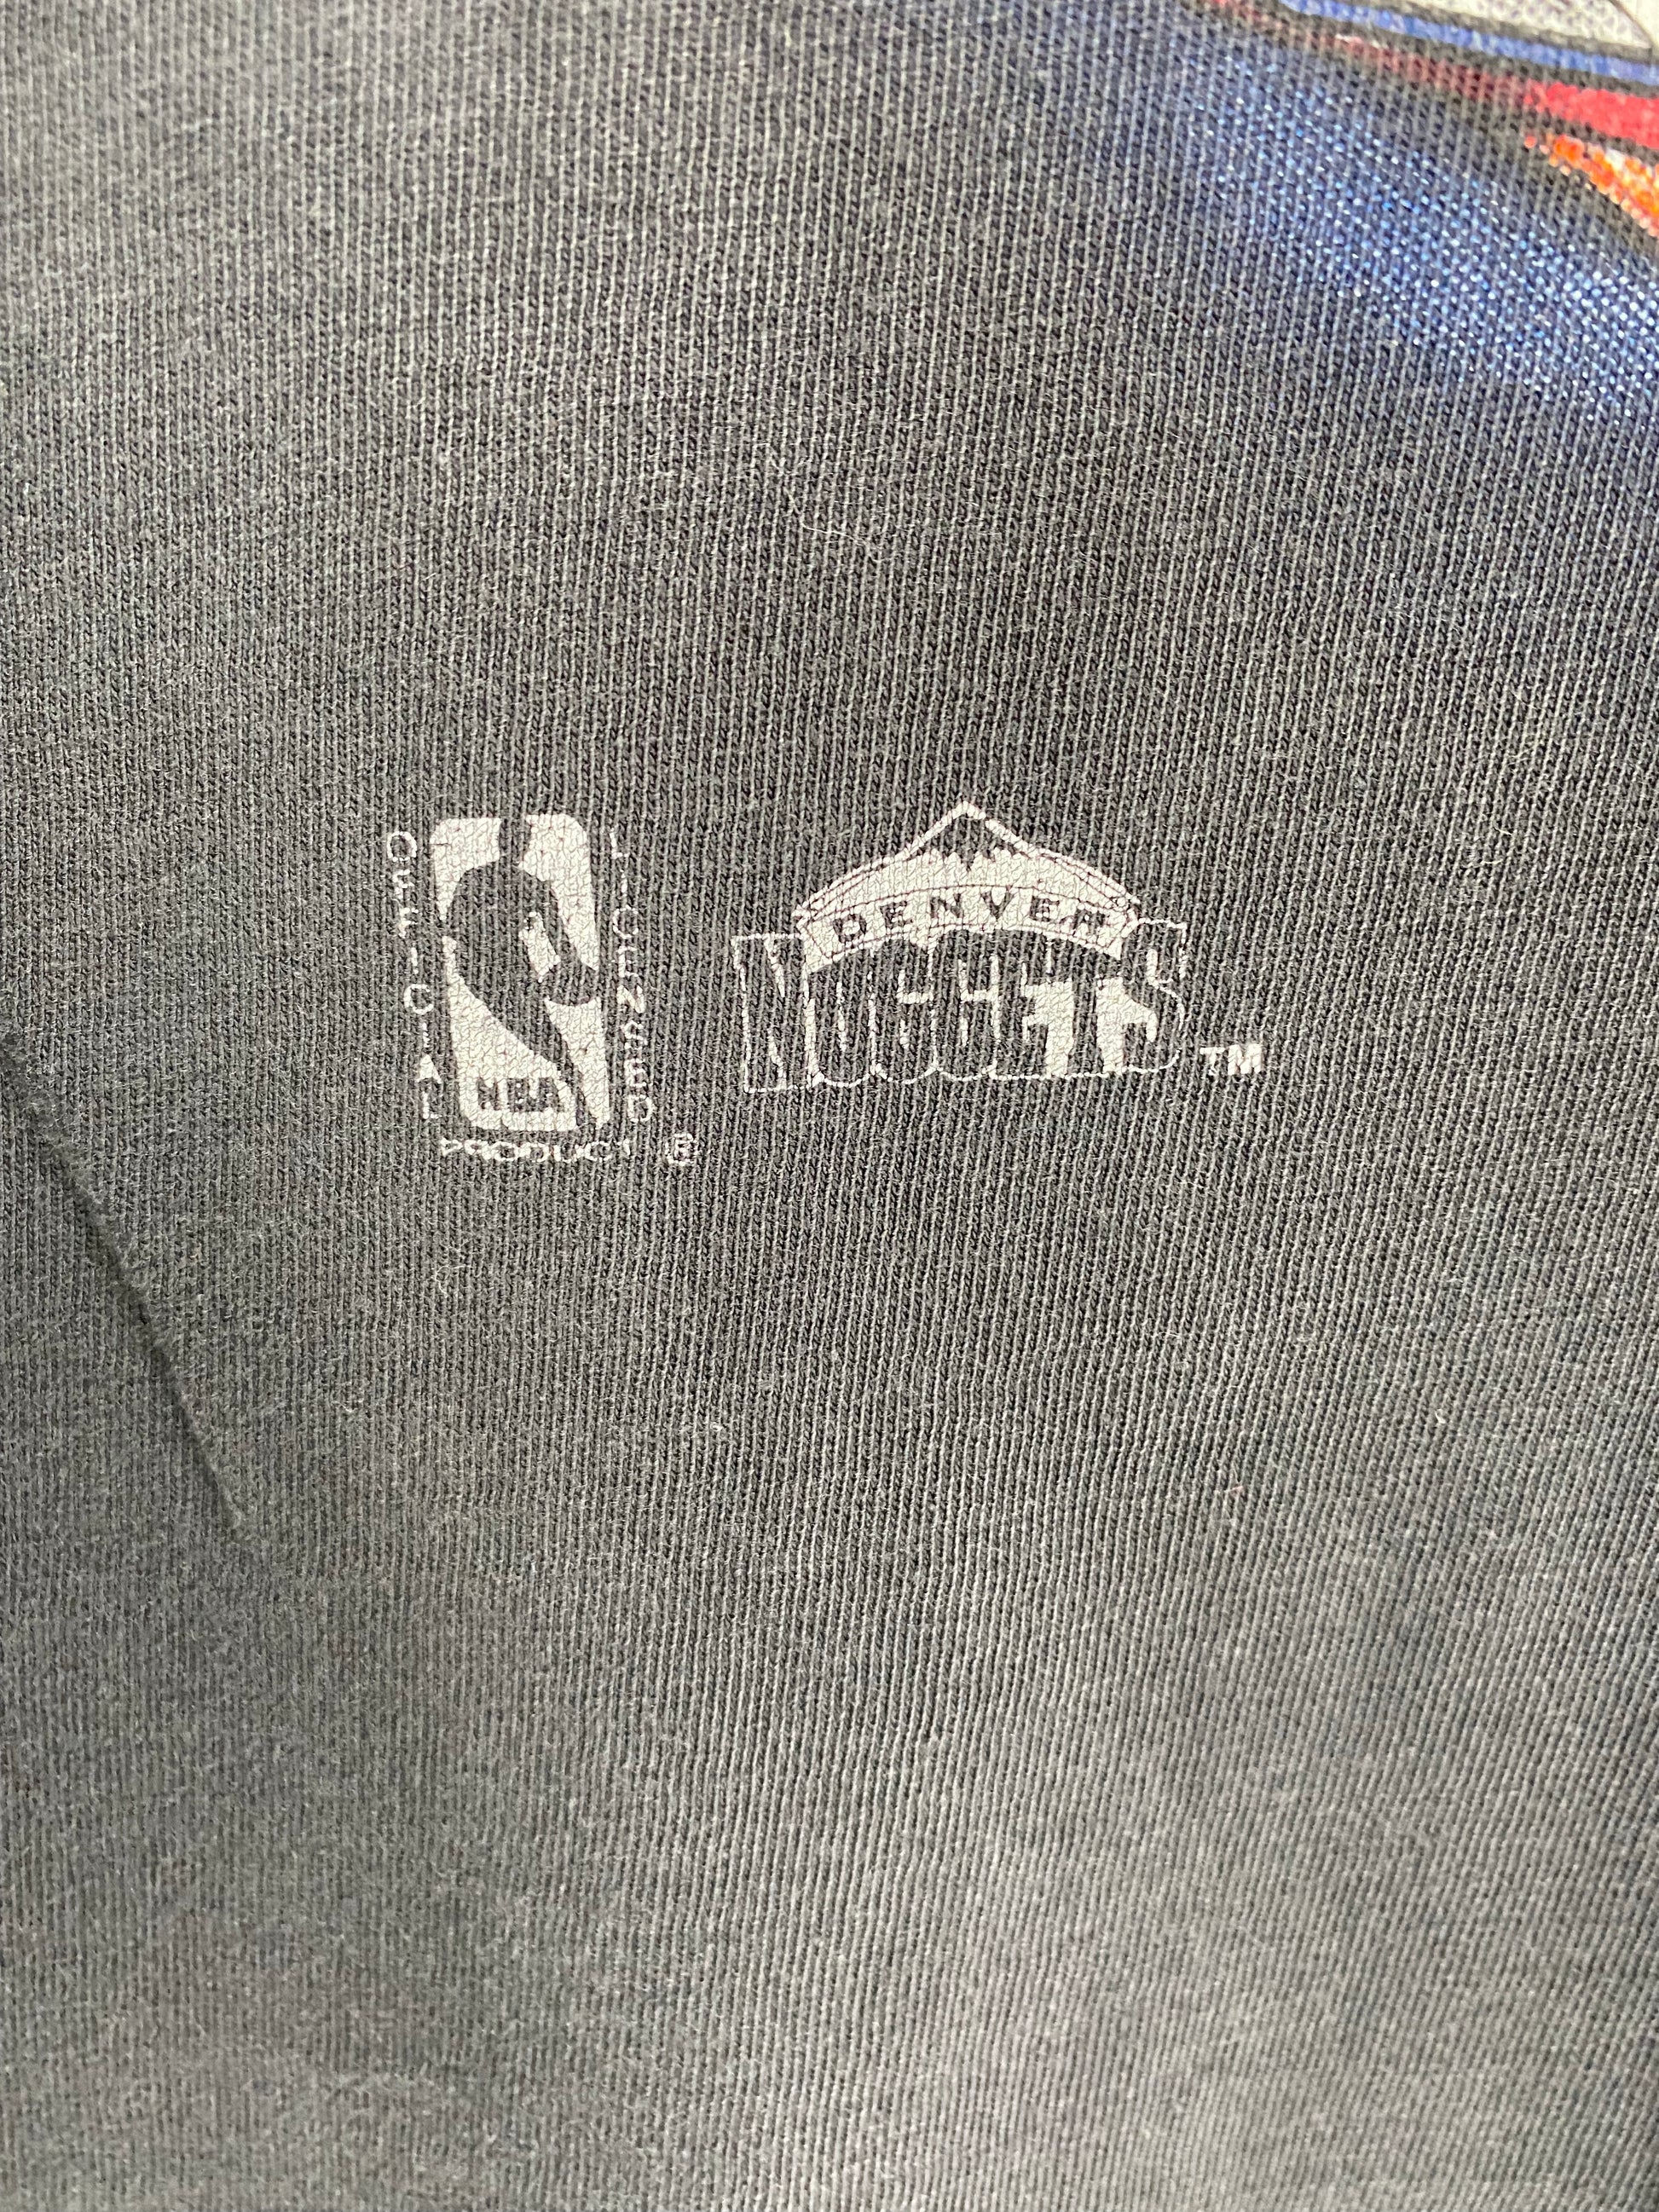 OFFICIAL
LICENSED
NBA
PRODUCT ®
DENVER
NUGGETS TM